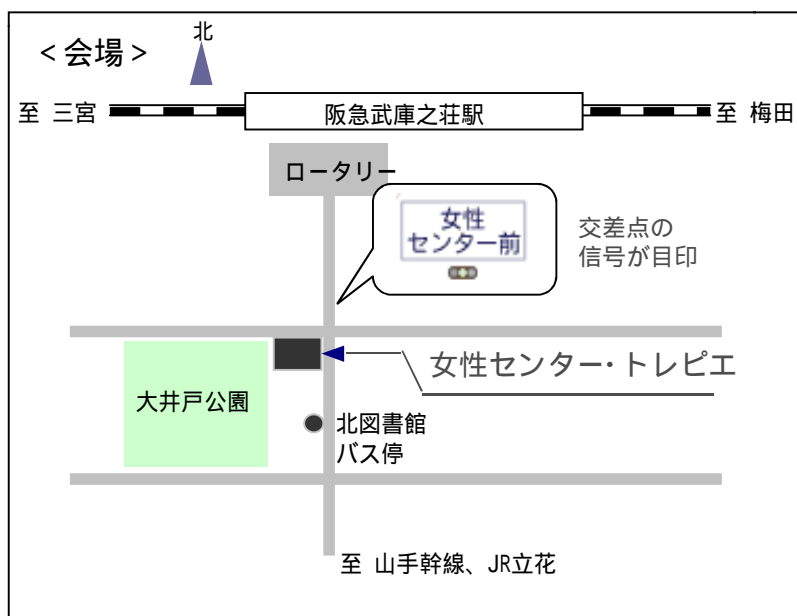 北
<会場>
至 三宮
阪急武庫之荘駅
至 梅田
ロータリー
女性
センター前
交差点の
信号が目印
女性センター・トレピエ
大井戸公園
北図書館
バス停
至 山手幹線、JR立花